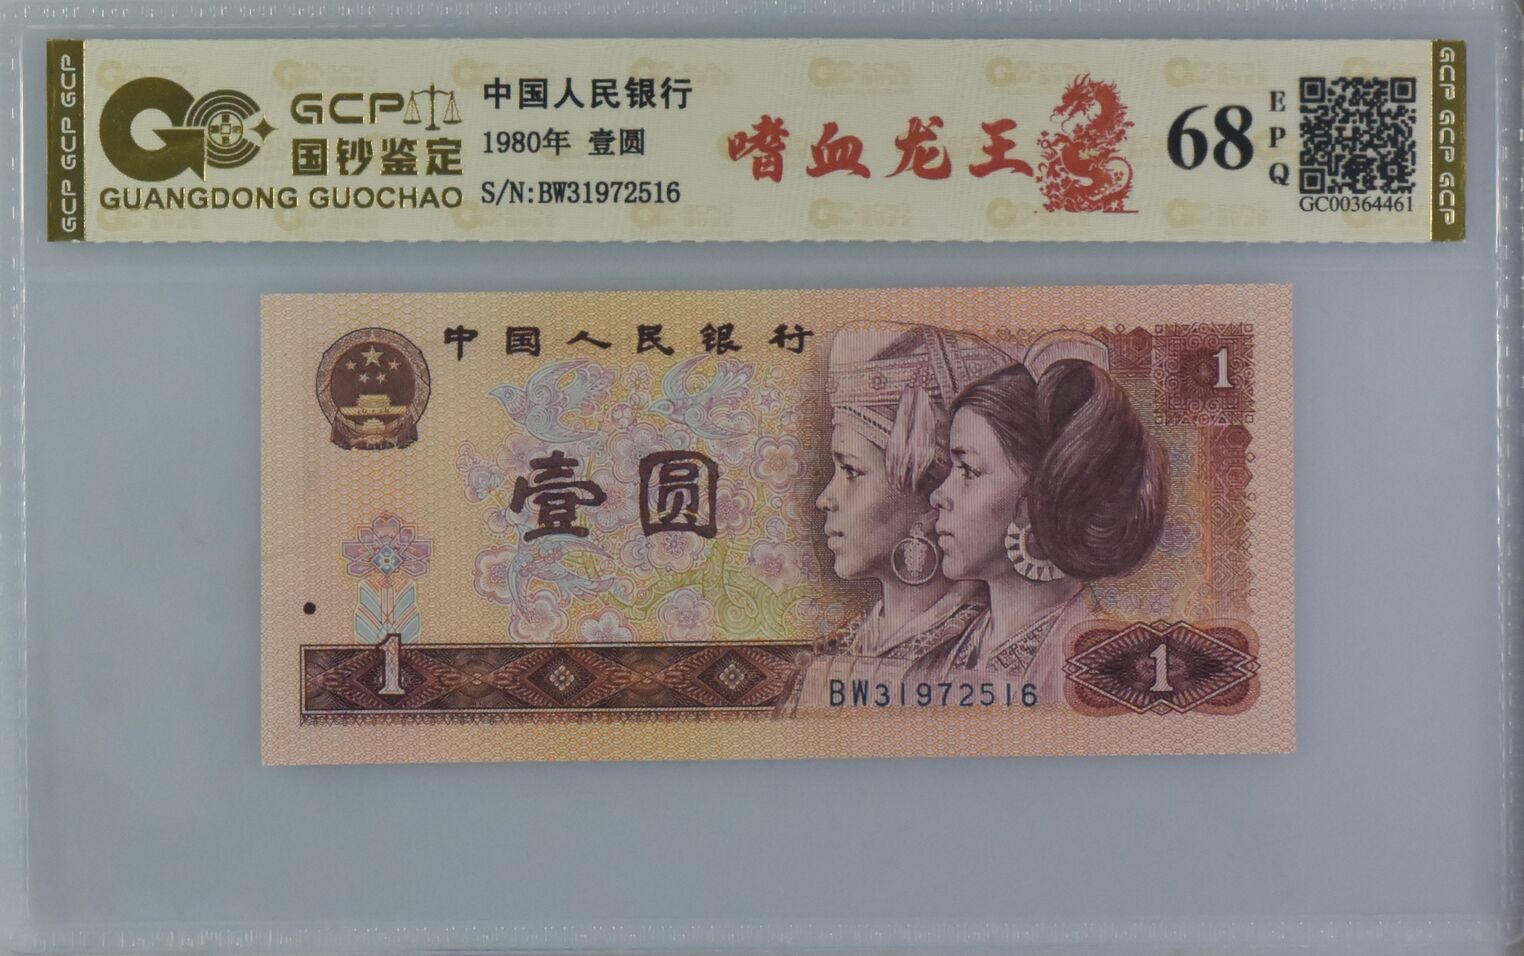 GCP GCP GCP
GCP
国钞鉴定
GUANGDONG GUOCHAO
中国人民银行
1980年 壹圆
S/N:BW31972516
嗜血龙王
68
EPQ
GC00364461
GCP GCP GCP
中国人民银行
1
壹圆
1
BW31972516
1